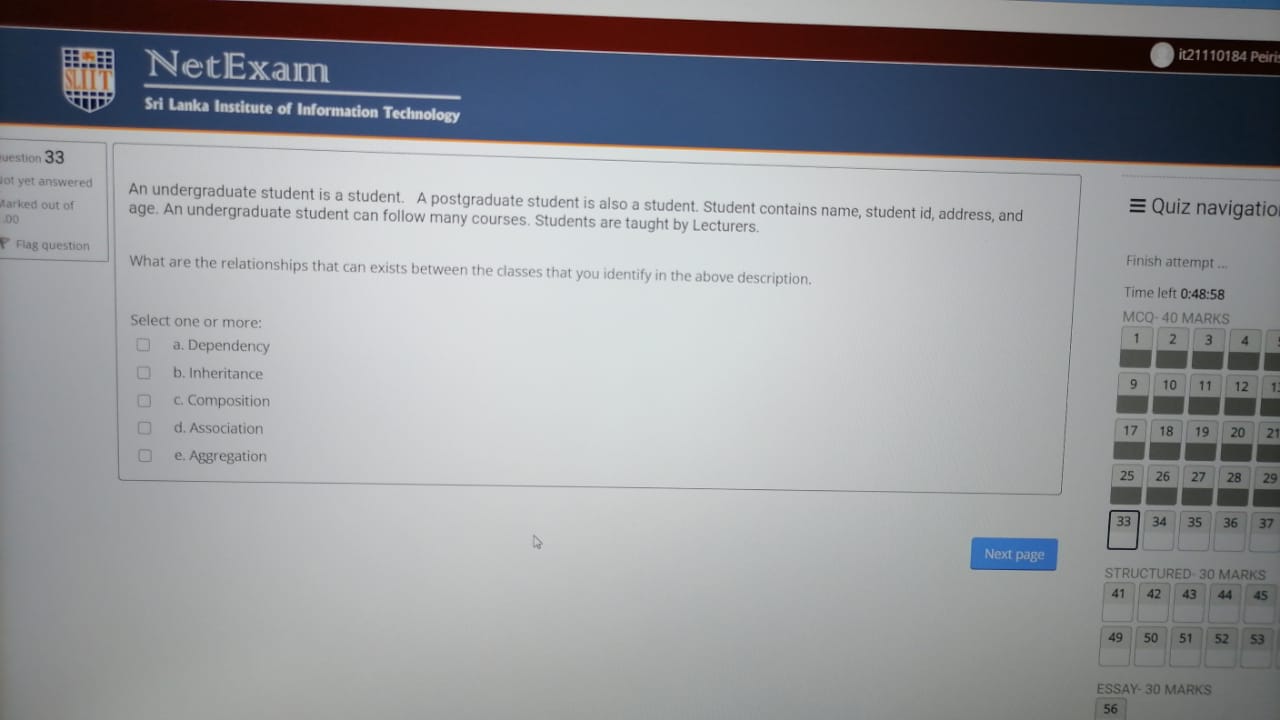 it21110184 Peiris
SLIIT
NetExam
Sri Lanka Institute of Information Technology
uestion 33
Not yet answered
Marked out of
.00
Flag question
An undergraduate student is a student. A postgraduate student is also a student. Student contains name, student id, address, and
age. An undergraduate student can follow many courses. Students are taught by Lecturers.
What are the relationships that can exists between the classes that you identify in the above description.
Select one or more:
a. Dependency
b. Inheritance
c. Composition
d. Association
e. Aggregation
Next page
Quiz navigatio
Finish attempt ...
Time left 0:48:58
MCQ- 40 MARKS
1 2 3 4
9 10 11 12
17 18 19 20 21
25 26 27 28 29
33 34 35 36 37
STRUCTURED- 30 MARKS
41 42 43 44 45
49 50 51 52 53
ESSAY- 30 MARKS
56